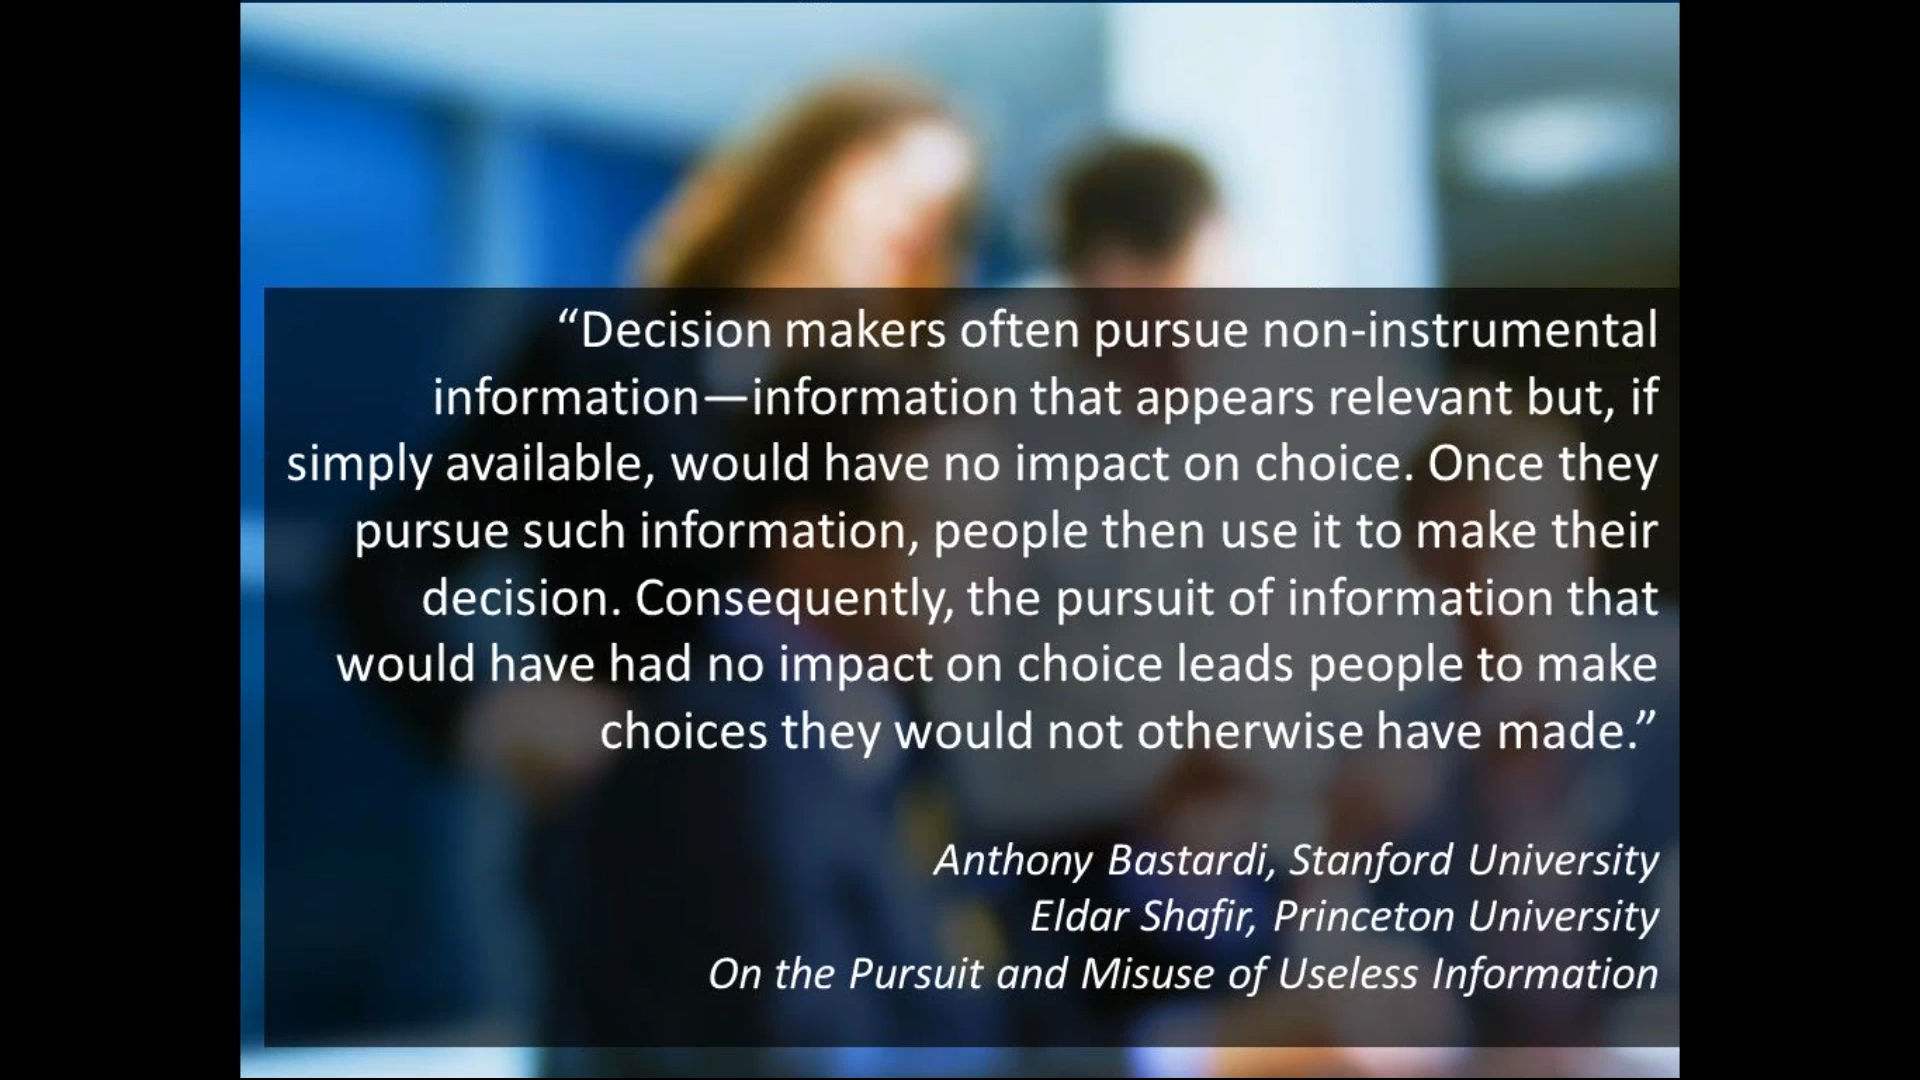 “Decision makers often pursue non-instrumental
information—information that appears relevant but, if
simply available, would have no impact on choice. Once they
pursue such information, people then use it to make their
decision. Consequently, the pursuit of information that
would have had no impact on choice leads people to make
choices they would not otherwise have made.”
Anthony Bastardi, Stanford University
Eldar Shafir, Princeton University
On the Pursuit and Misuse of Useless Information